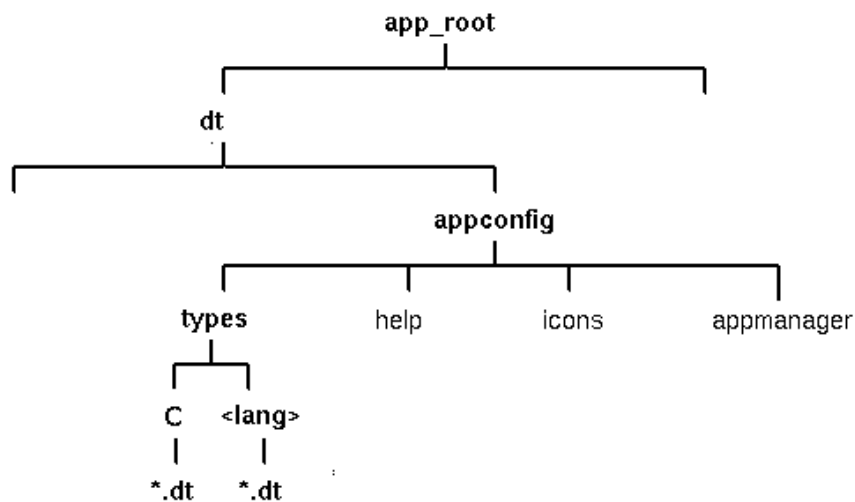 app_root
dt
appconfig
types help icons appmanager
C <lang>
*.dt *.dt